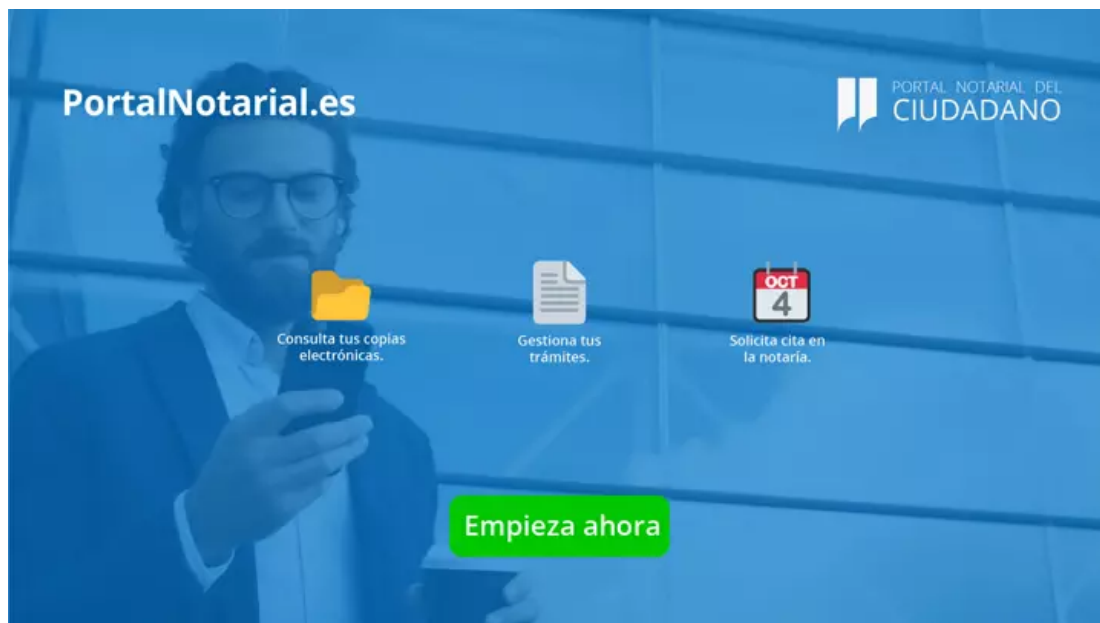 PortalNotarial.es
PORTAL NOTARIAL DEL
CIUDADANO
Consulta tus copias
electrónicas.
Gestiona tus
trámites.
OCT
4
Solicita cita en
la notaría.
Empieza ahora